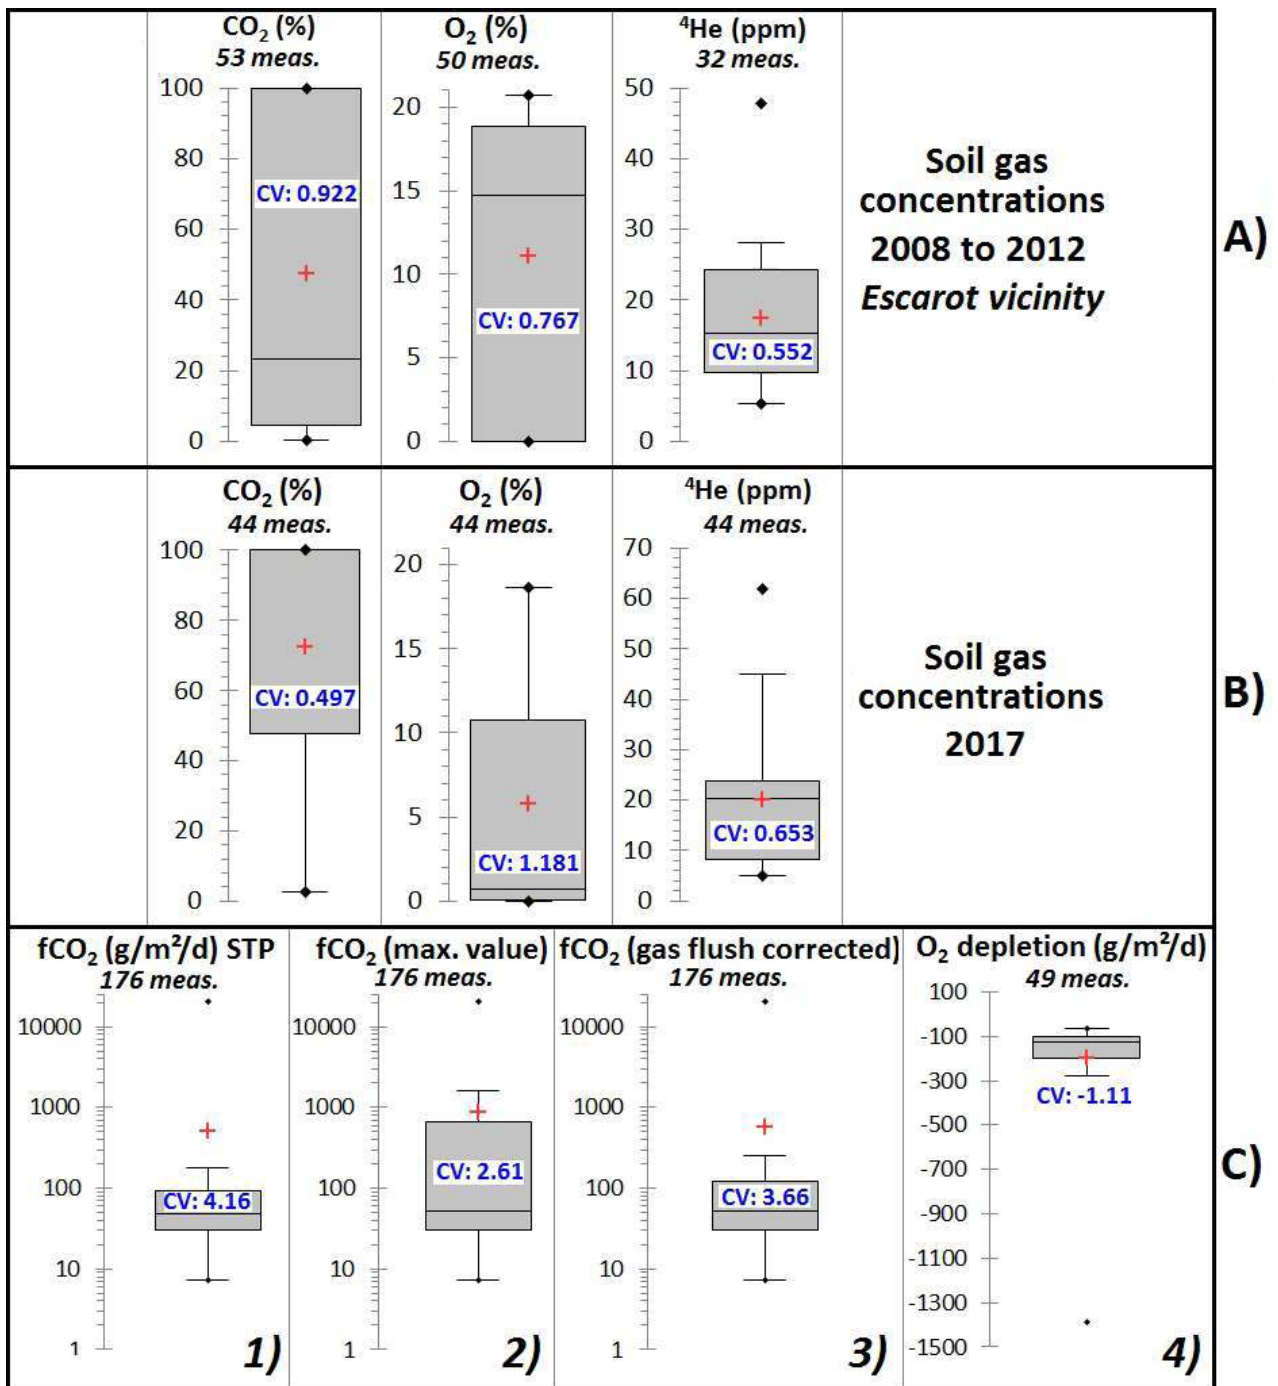 CO₂ (%)
53 meas.
100
80
60
40
20
0
CV: 0.922
O₂ (%)
50 meas.
20
15
10
5
0
CV: 0.767
⁴He (ppm)
32 meas.
50
40
30
20
10
0
CV: 0.552
Soil gas
concentrations
2008 to 2012
Escarot vicinity
A)
CO₂ (%)
44 meas.
100
80
60
40
20
0
CV: 0.497
O₂ (%)
44 meas.
20
15
10
5
0
CV: 1.181
⁴He (ppm)
44 meas.
70
60
50
40
30
20
10
0
CV: 0.653
Soil gas
concentrations
2017
B)
fCO₂ (g/m²/d) STP
176 meas.
10000
1000
100
10
1
CV: 4.16
1)
fCO₂ (max. value)
176 meas.
10000
1000
100
10
1
CV: 2.61
2)
fCO₂ (gas flush corrected)
176 meas.
10000
1000
100
10
1
CV: 3.66
3)
O₂ depletion (g/m²/d)
49 meas.
100
-100
-300
-500
-700
-900
-1100
-1300
-1500
CV: -1.11
4)
C)